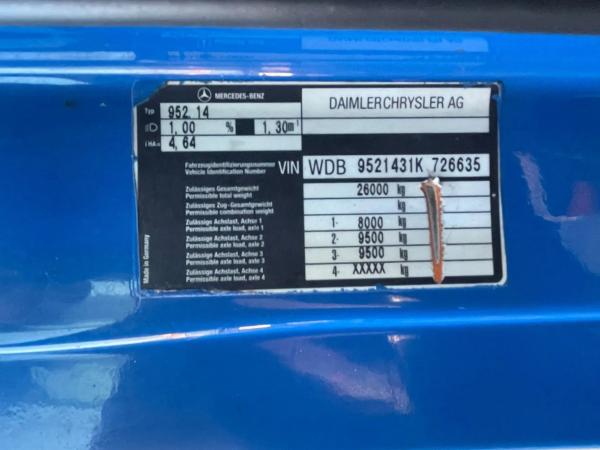 MERCEDES-BENZ
DAIMLERCHRYSLER AG
Typ 952.14
1,00 % 1,30m
i HA= 4,64
Fahrzeugidentifizierungsnummer
Vehicle Identification Number VIN WDB 9521431K 726635
Zulässiges Gesamtgewicht
Permissible total weight 26000 kg
Zulässiges Zug-Gesamtgewicht
Permissible combination weight kg
Zulässige Achslast, Achse 1
Permissible axle load, axle 1 1- 8000 kg
Zulässige Achslast, Achse 2
Permissible axle load, axle 2 2- 9500 kg
Zulässige Achslast, Achse 3
Permissible axle load, axle 3 3- 9500 kg
Zulässige Achslast, Achse 4
Permissible axle load, axle 4 4- XXXXX kg
Made in Germany